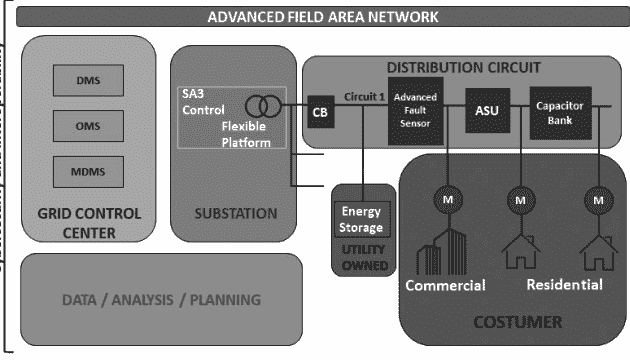 ADVANCED FIELD AREA NETWORK
DMS
OMS
MDMS
GRID CONTROL
CENTER
SA3
Control
Flexible
Platform
SUBSTATION
DISTRIBUTION CIRCUIT
CB
Circuit 1
Advanced
Fault
Sensor
ASU
Capacitor
Bank
Energy
Storage
UTILITY
OWNED
M
M
M
Commercial
Residential
COSTUMER
DATA / ANALYSIS / PLANNING